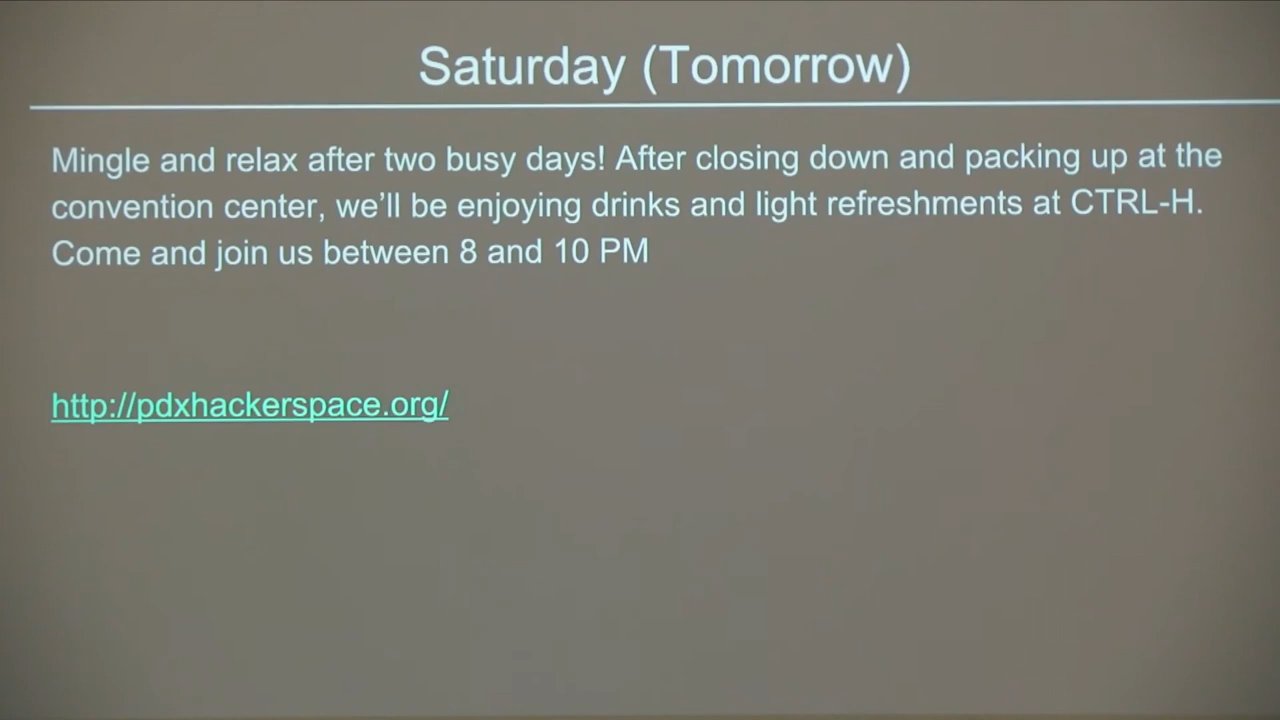 Saturday (Tomorrow)
Mingle and relax after two busy days! After closing down and packing up at the
convention center, we'll be enjoying drinks and light refreshments at CTRL-H.
Come and join us between 8 and 10 PM
http://pdxhackerspace.org/